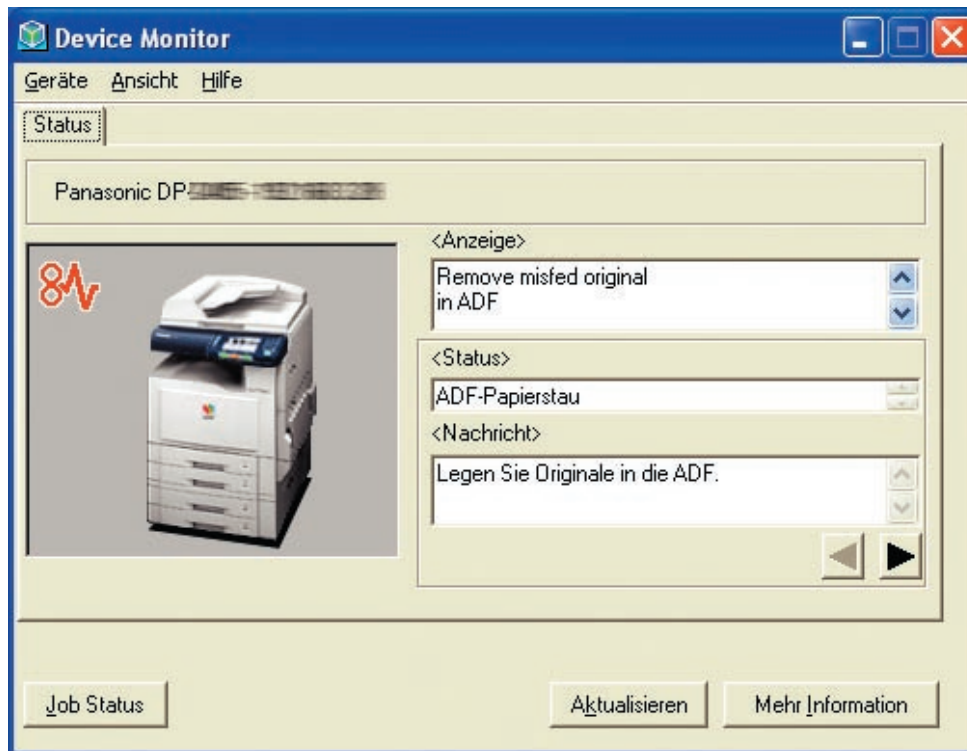 Device Monitor
Geräte Ansicht Hilfe
Status
Panasonic DP-
<Anzeige>
Remove misfed original
in ADF
<Status>
ADF-Papierstau
<Nachricht>
Legen Sie Originale in die ADF.
Job Status
Aktualisieren
Mehr Information